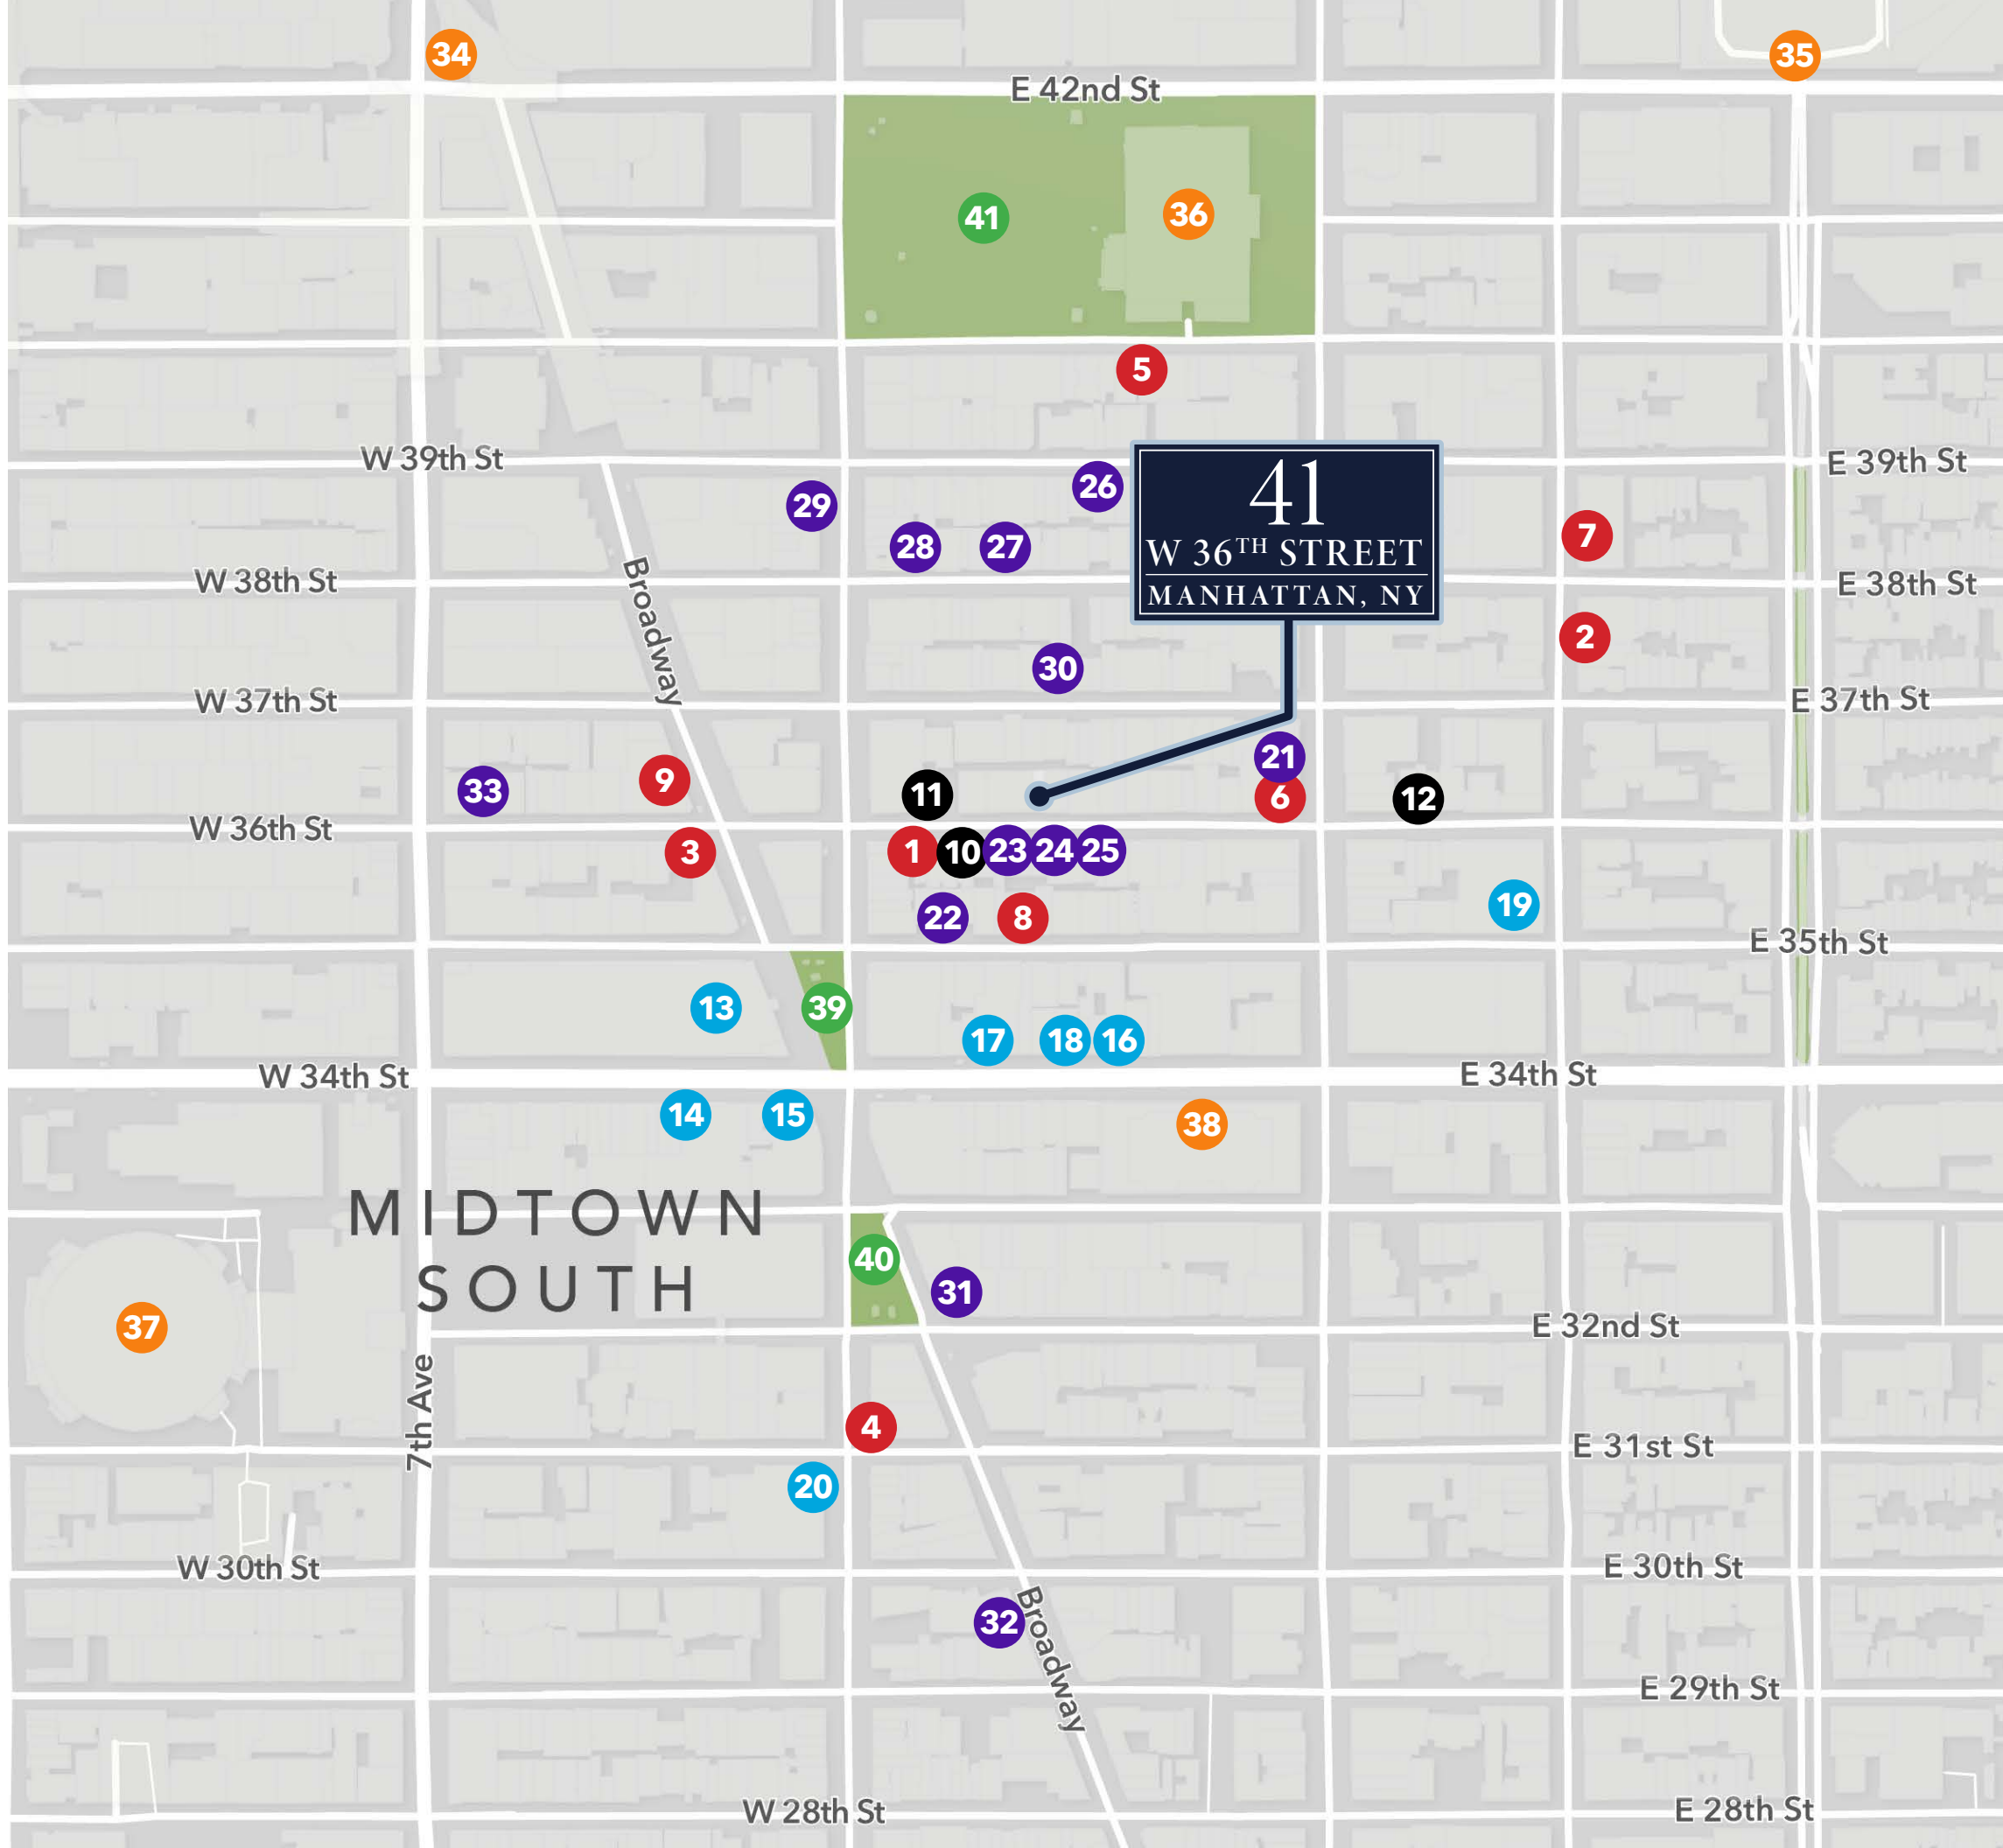 34
35
E 42nd St
41
36
5
W 39th St
E 39th St
26
29
28
27
7
41
W 36TH STREET
MANHATTAN, NY
W 38th St
E 38th St
Broadway
2
30
W 37th St
E 37th St
21
33
9
11
6
12
W 36th St
3
1
10
23
24
25
22
8
19
E 35th St
13
39
17
18
16
W 34th St
E 34th St
14
15
38
MIDTOWN
SOUTH
40
31
37
E 32nd St
7th Ave
4
E 31st St
20
W 30th St
E 30th St
32
Broadway
E 29th St
W 28th St
E 28th St